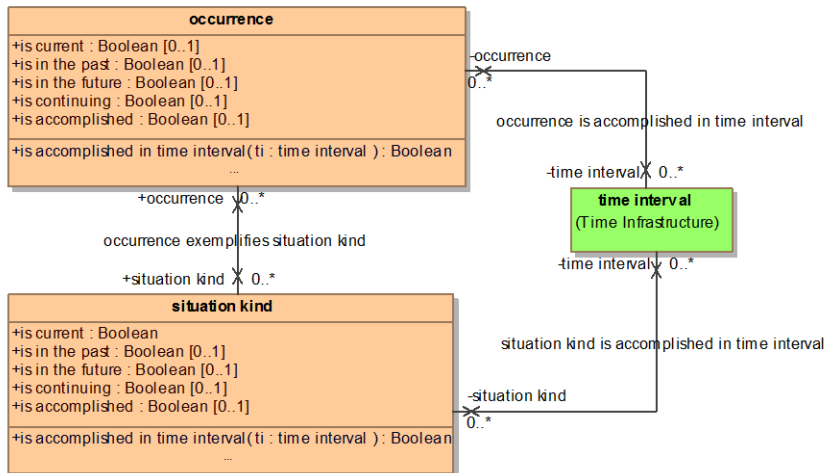 occurrence
+is current : Boolean [0..1]
+is in the past : Boolean [0..1]
+is in the future : Boolean [0..1]
+is continuing : Boolean [0..1]
+is accomplished : Boolean [0..1]
+is accomplished in time interval( ti : time interval ) : Boolean
...
-occurrence
0..*
occurrence is accomplished in time interval
-time interval
0..*
time interval
(Time Infrastructure)
+occurrence
0..*
occurrence exemplifies situation kind
+situation kind
0..*
-time interval
0..*
situation kind
+is current : Boolean
+is in the past : Boolean [0..1]
+is in the future : Boolean [0..1]
+is continuing : Boolean [0..1]
+is accomplished : Boolean [0..1]
+is accomplished in time interval( ti : time interval ) : Boolean
...
situation kind is accomplished in time interval
-situation kind
0..*